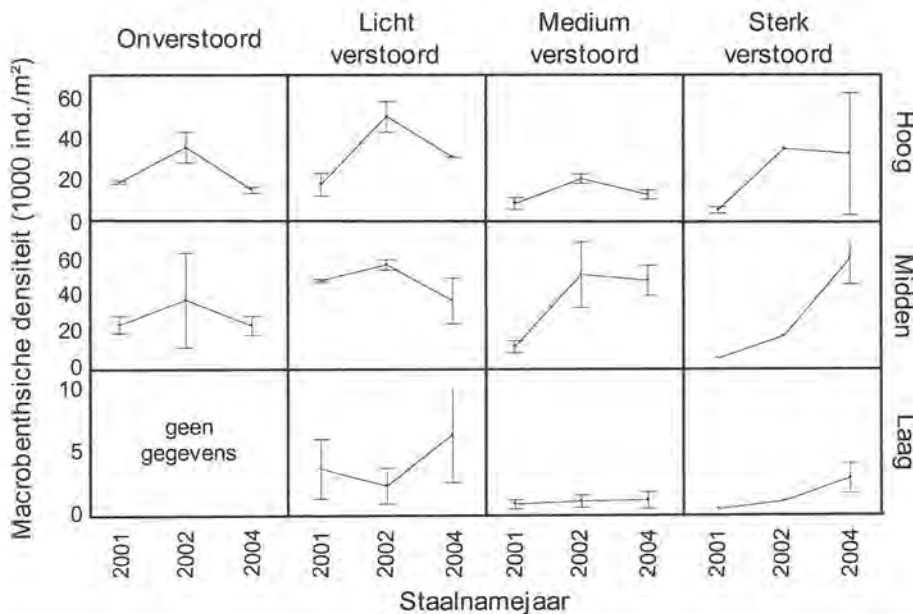 Onverstoord
Licht
verstoord
Medium
verstoord
Sterk
verstoord
Macrobenthsiche densiteit (1000 ind./m²)
60
40
20
0
Hoog
60
40
20
0
Midden
10
5
0
geen
gegevens
Laag
2001
2002
2004
2001
2002
2004
2001
2002
2004
2001
2002
2004
Staalnamejaar